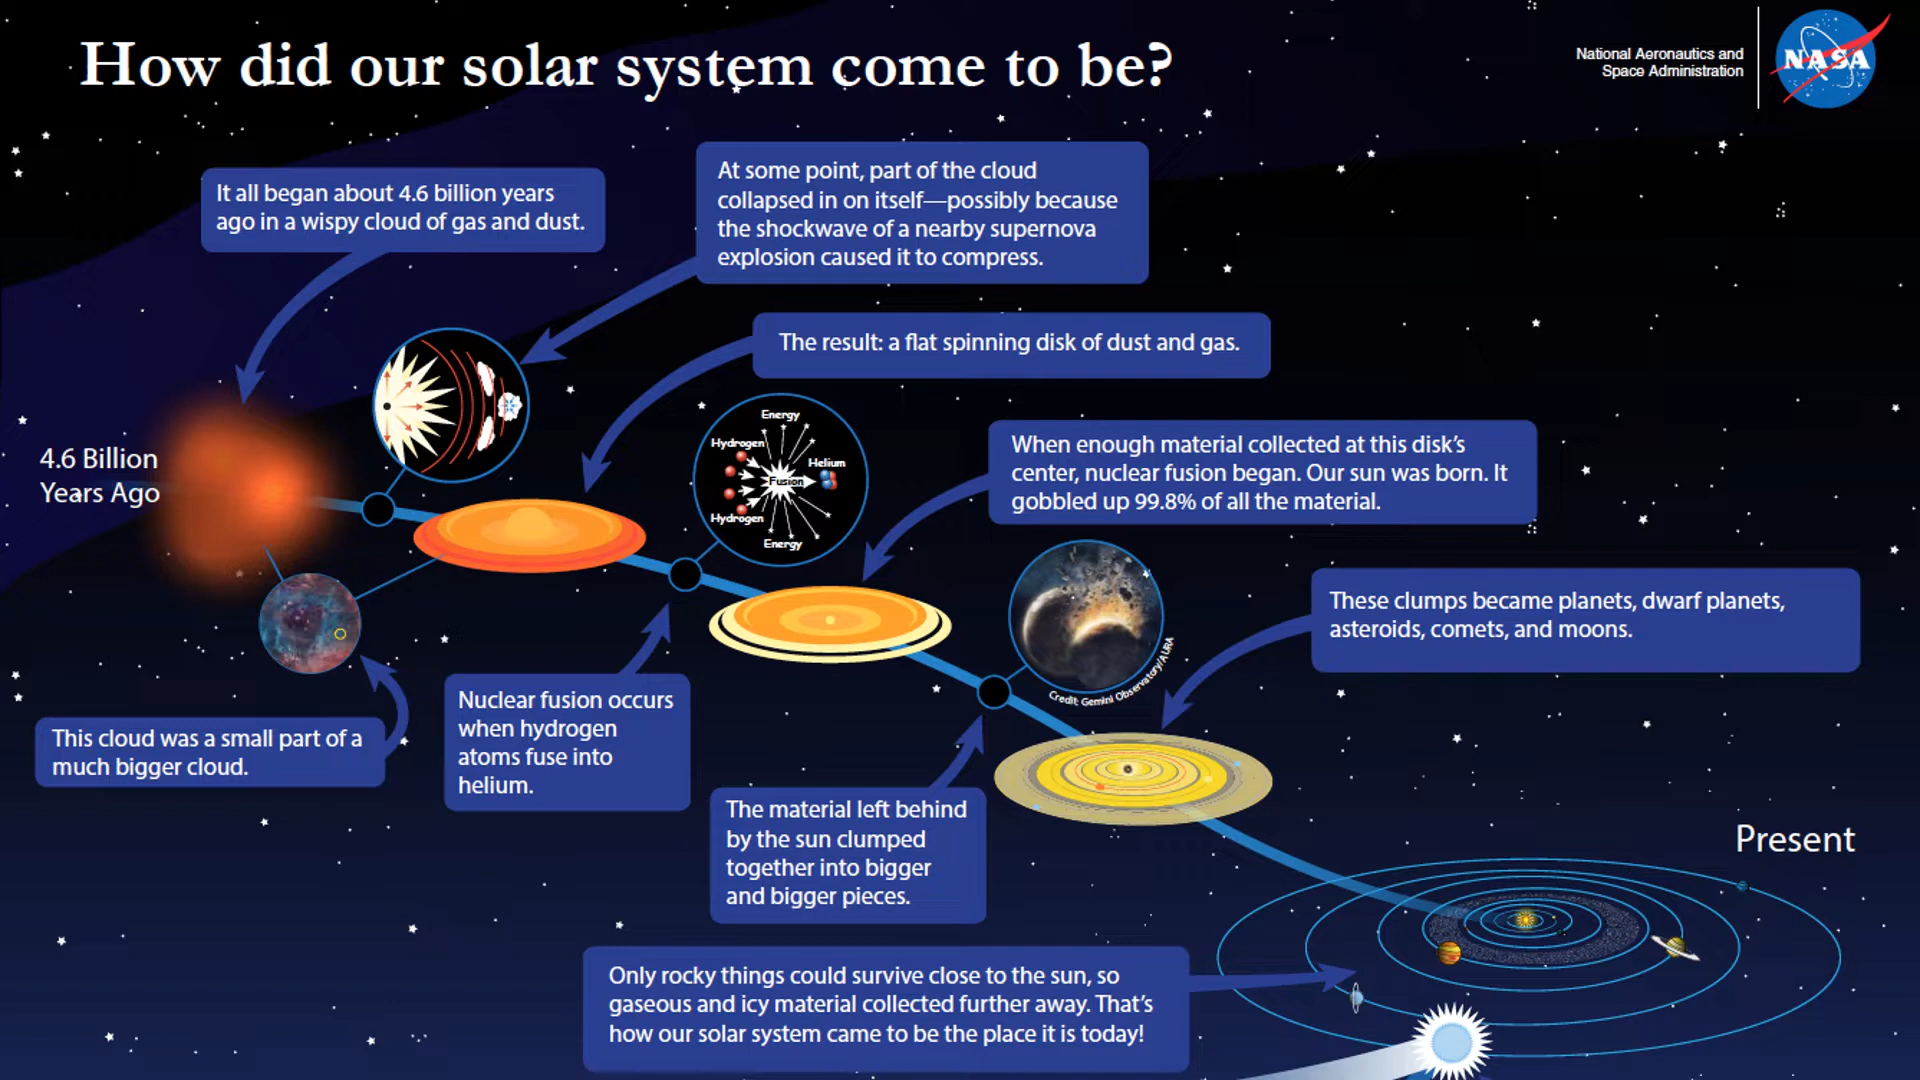 How did our solar system come to be?
National Aeronautics and
Space Administration
NASA
It all began about 4.6 billion years
ago in a wispy cloud of gas and dust.
At some point, part of the cloud
collapsed in on itself—possibly because
the shockwave of a nearby supernova
explosion caused it to compress.
The result: a flat spinning disk of dust and gas.
4.6 Billion
Years Ago
Energy
Hydrogen
Helium
Fusion
Hydrogen
Energy
When enough material collected at this disk’s
center, nuclear fusion began. Our sun was born. It
gobbled up 99.8% of all the material.
Credit: Gemini Observatory/AURA
These clumps became planets, dwarf planets,
asteroids, comets, and moons.
This cloud was a small part of a
much bigger cloud.
Nuclear fusion occurs
when hydrogen
atoms fuse into
helium.
The material left behind
by the sun clumped
together into bigger
and bigger pieces.
Present
Only rocky things could survive close to the sun, so
gaseous and icy material collected further away. That’s
how our solar system came to be the place it is today!